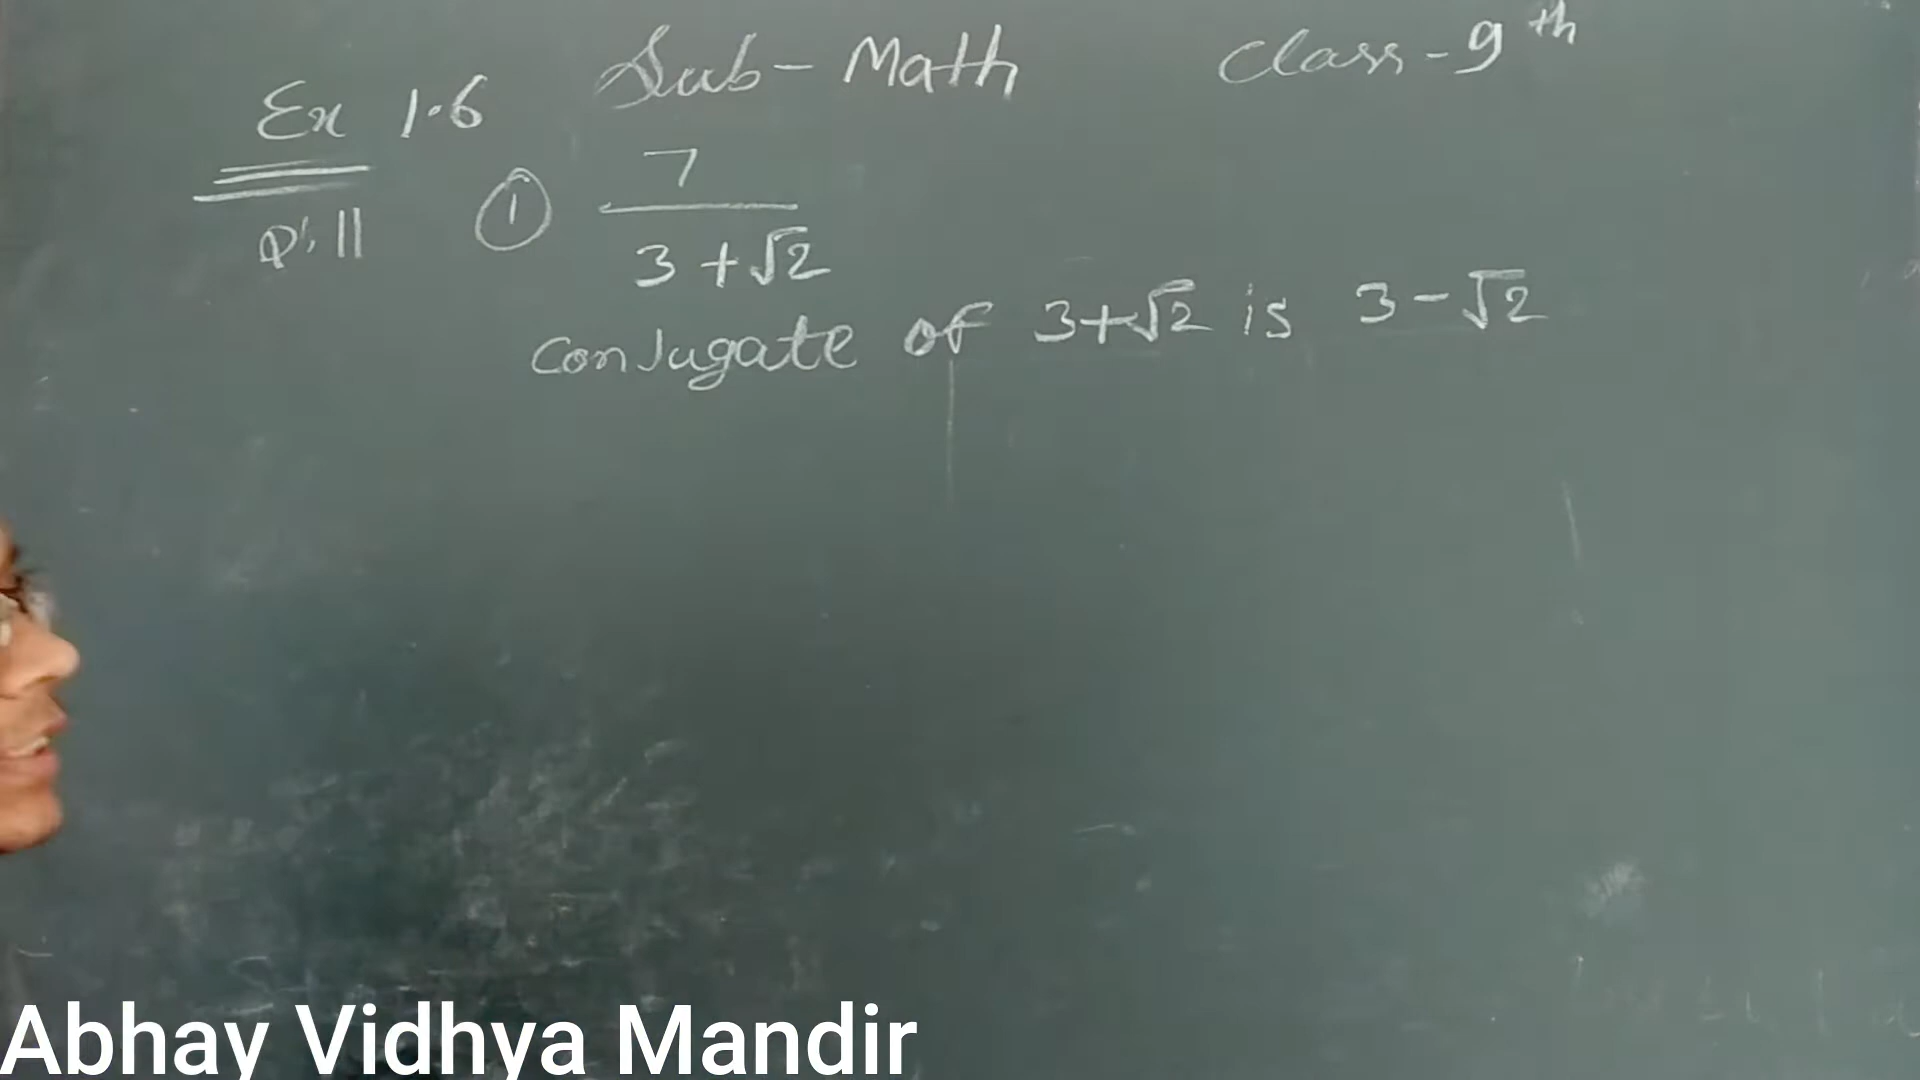 Sub - Math Class - 9th
Ex 1.6
Q. 11 ① 7
3 + √2
conjugate of 3+√2 is 3 - √2
Abhay Vidhya Mandir